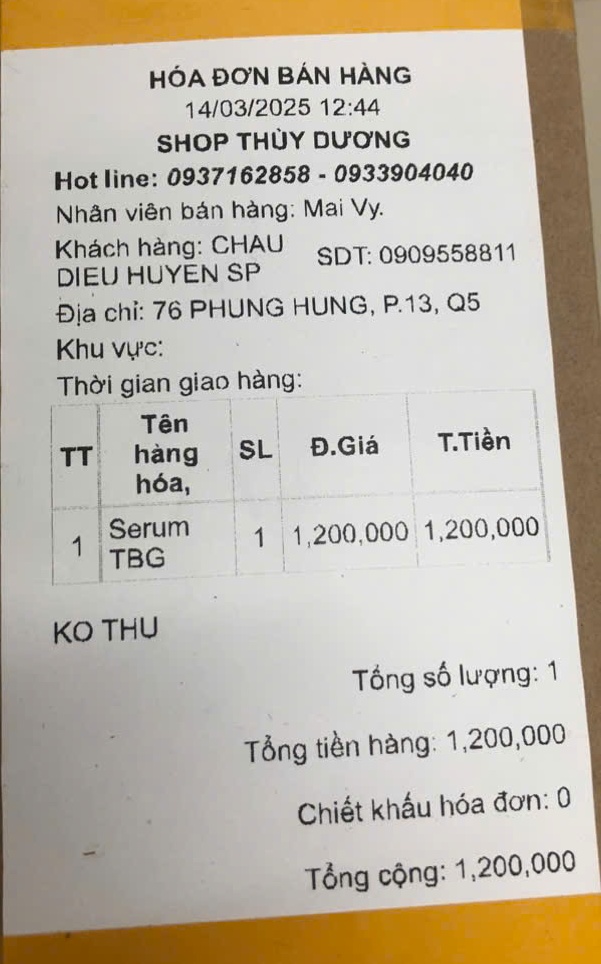 HÓA ĐƠN BÁN HÀNG
14/03/2025 12:44
SHOP THÙY DƯƠNG
Hot line: 0937162858 - 0933904040
Nhân viên bán hàng: Mai Vy.
Khách hàng: CHAU DIEU HUYEN SP
SDT: 0909558811
Địa chỉ: 76 PHUNG HUNG, P.13, Q5
Khu vực:
Thời gian giao hàng:
TT Tên hàng hóa, SL Đ.Giá T.Tiền
1 Serum TBG 1 1,200,000 1,200,000
KO THU
Tổng số lượng: 1
Tổng tiền hàng: 1,200,000
Chiết khấu hóa đơn: 0
Tổng cộng: 1,200,000